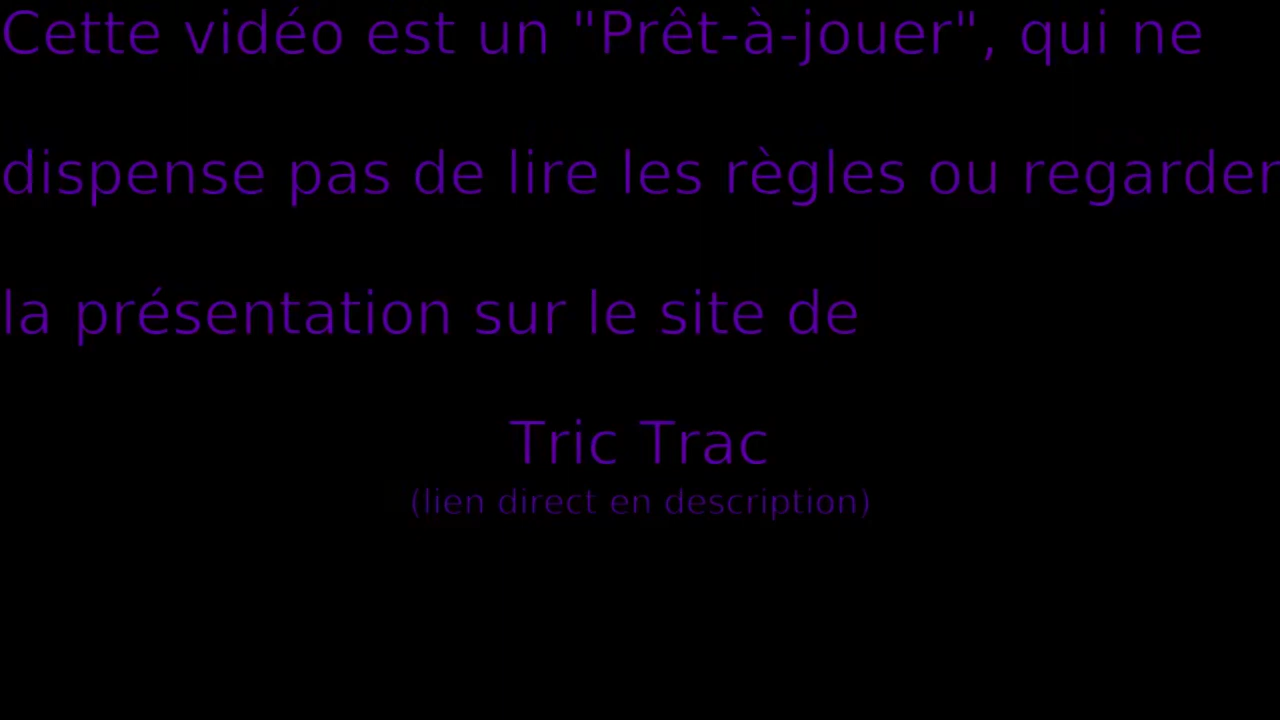 Cette vidéo est un "Prêt-à-jouer", qui ne
dispense pas de lire les règles ou regarder
la présentation sur le site de
Tric Trac
(lien direct en description)